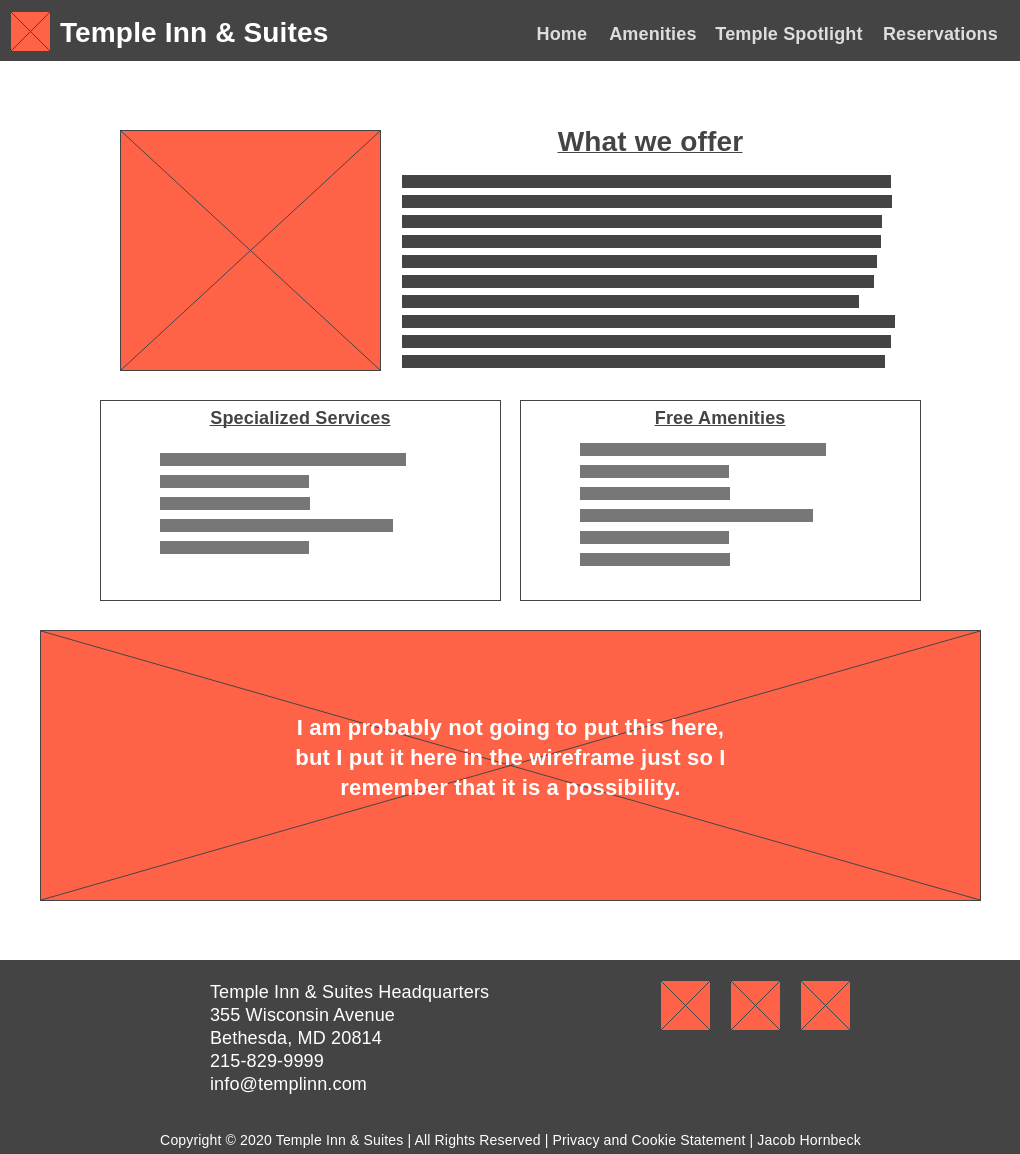 Temple Inn & Suites
Home Amenities Temple Spotlight Reservations
What we offer
Specialized Services
Free Amenities
I am probably not going to put this here,
but I put it here in the wireframe just so I
remember that it is a possibility.
Temple Inn & Suites Headquarters
355 Wisconsin Avenue
Bethesda, MD 20814
215-829-9999
info@templinn.com
Copyright © 2020 Temple Inn & Suites | All Rights Reserved | Privacy and Cookie Statement | Jacob Hornbeck